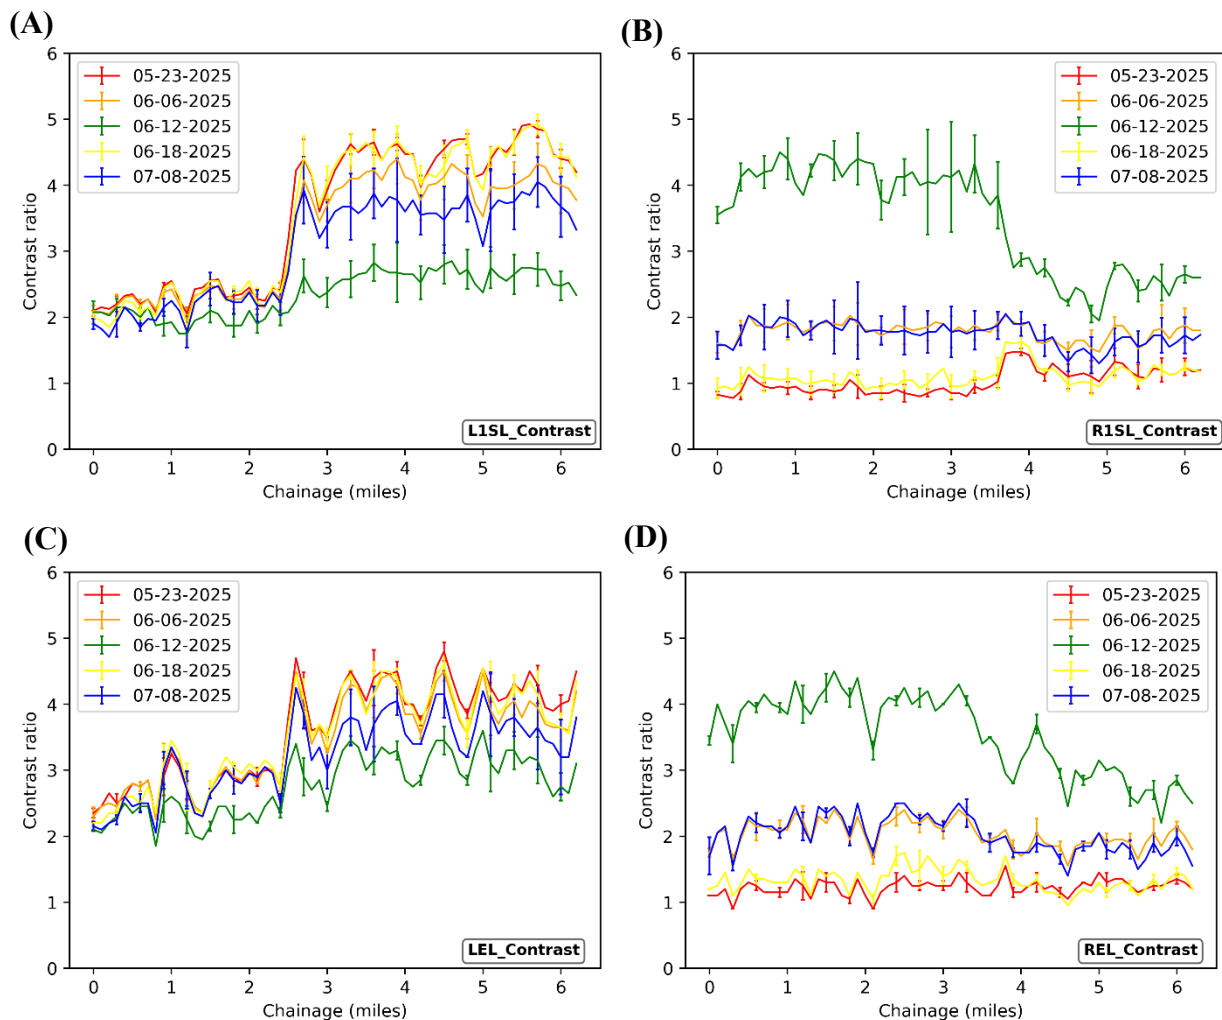 (A)
6
5
4
3
2
1
0
Contrast ratio
05-23-2025
06-06-2025
06-12-2025
06-18-2025
07-08-2025
L1SL_Contrast
0 1 2 3 4 5 6
Chainage (miles)
(B)
6
5
4
3
2
1
0
Contrast ratio
05-23-2025
06-06-2025
06-12-2025
06-18-2025
07-08-2025
R1SL_Contrast
0 1 2 3 4 5 6
Chainage (miles)
(C)
6
5
4
3
2
1
0
Contrast ratio
05-23-2025
06-06-2025
06-12-2025
06-18-2025
07-08-2025
LEL_Contrast
0 1 2 3 4 5 6
Chainage (miles)
(D)
6
5
4
3
2
1
0
Contrast ratio
05-23-2025
06-06-2025
06-12-2025
06-18-2025
07-08-2025
REL_Contrast
0 1 2 3 4 5 6
Chainage (miles)